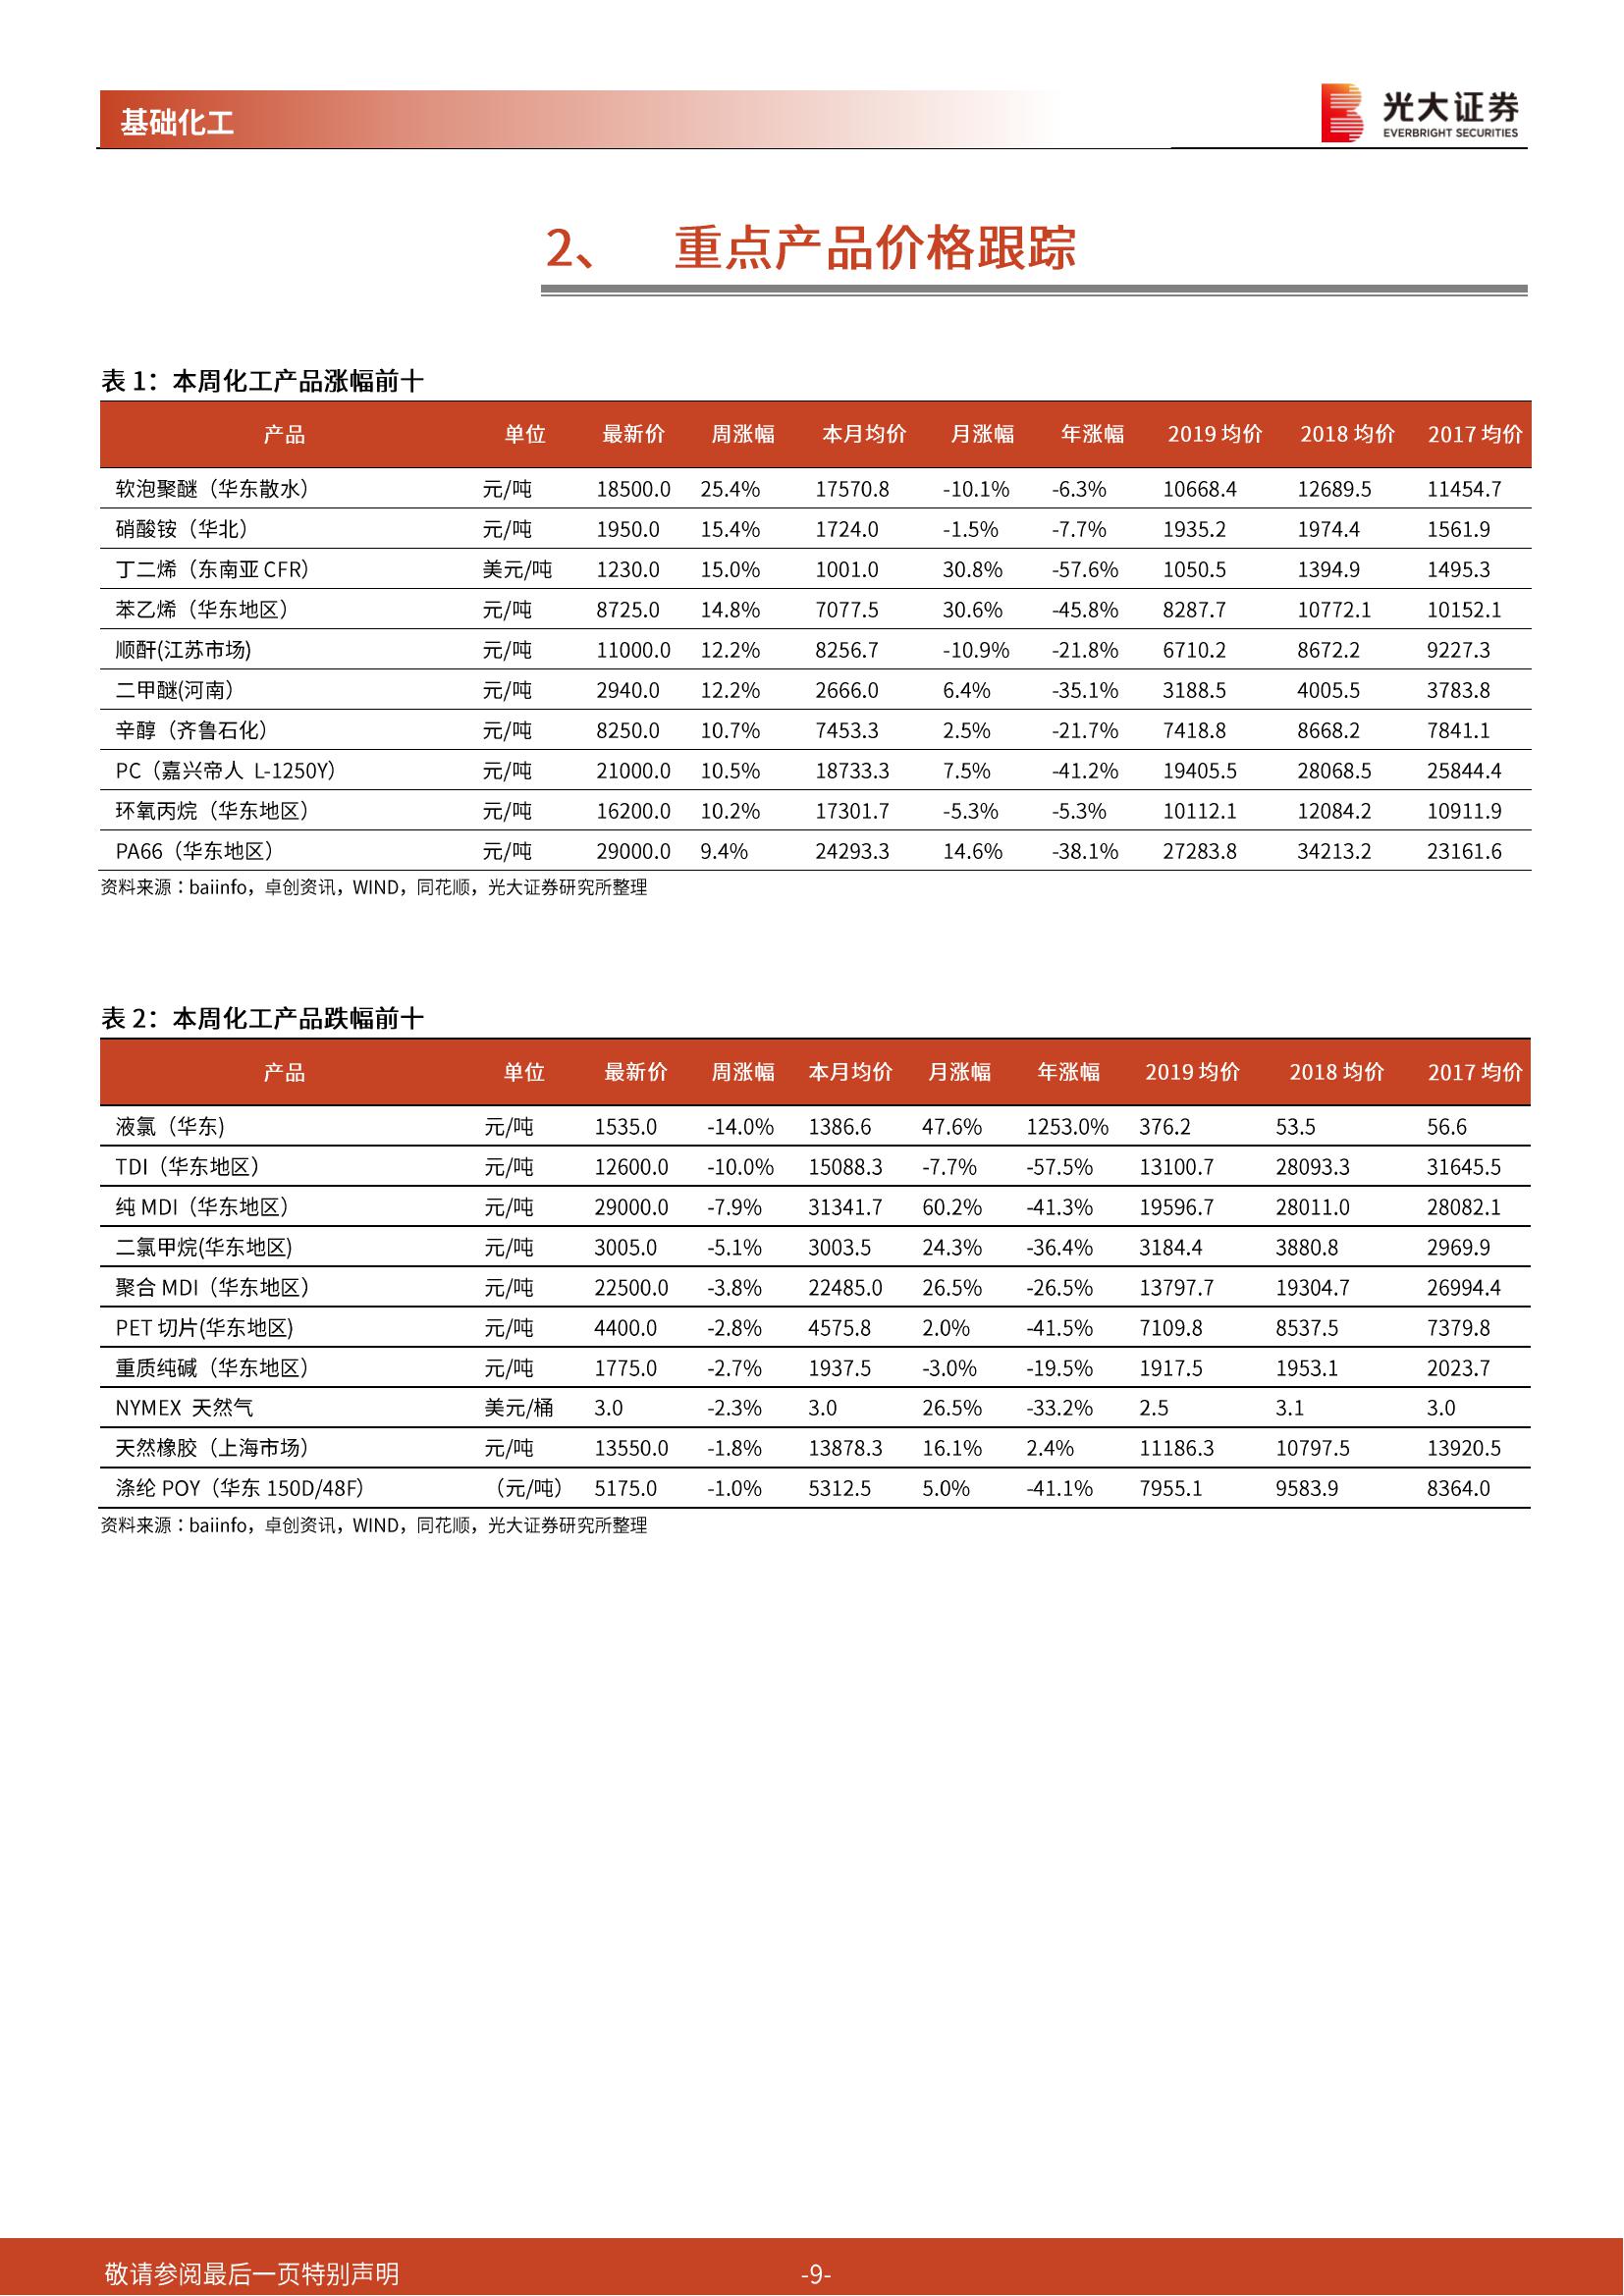 基础化工
光大证券
EVERBRIGHT SECURITIES
2、 重点产品价格跟踪
表 1：本周化工产品涨幅前十
产品 单位 最新价 周涨幅 本月均价 月涨幅 年涨幅 2019 均价 2018 均价 2017 均价
软泡聚醚（华东散水） 元/吨 18500.0 25.4% 17570.8 -10.1% -6.3% 10668.4 12689.5 11454.7
硝酸铵（华北） 元/吨 1950.0 15.4% 1724.0 -1.5% -7.7% 1935.2 1974.4 1561.9
丁二烯（东南亚 CFR） 美元/吨 1230.0 15.0% 1001.0 30.8% -57.6% 1050.5 1394.9 1495.3
苯乙烯（华东地区） 元/吨 8725.0 14.8% 7077.5 30.6% -45.8% 8287.7 10772.1 10152.1
顺酐(江苏市场) 元/吨 11000.0 12.2% 8256.7 -10.9% -21.8% 6710.2 8672.2 9227.3
二甲醚(河南） 元/吨 2940.0 12.2% 2666.0 6.4% -35.1% 3188.5 4005.5 3783.8
辛醇（齐鲁石化） 元/吨 8250.0 10.7% 7453.3 2.5% -21.7% 7418.8 8668.2 7841.1
PC（嘉兴帝人 L-1250Y） 元/吨 21000.0 10.5% 18733.3 7.5% -41.2% 19405.5 28068.5 25844.4
环氧丙烷（华东地区） 元/吨 16200.0 10.2% 17301.7 -5.3% -5.3% 10112.1 12084.2 10911.9
PA66（华东地区） 元/吨 29000.0 9.4% 24293.3 14.6% -38.1% 27283.8 34213.2 23161.6
资料来源：baiinfo，卓创资讯，WIND，同花顺，光大证券研究所整理
表 2：本周化工产品跌幅前十
产品 单位 最新价 周涨幅 本月均价 月涨幅 年涨幅 2019 均价 2018 均价 2017 均价
液氯（华东) 元/吨 1535.0 -14.0% 1386.6 47.6% 1253.0% 376.2 53.5 56.6
TDI（华东地区） 元/吨 12600.0 -10.0% 15088.3 -7.7% -57.5% 13100.7 28093.3 31645.5
纯 MDI（华东地区） 元/吨 29000.0 -7.9% 31341.7 60.2% -41.3% 19596.7 28011.0 28082.1
二氯甲烷(华东地区) 元/吨 3005.0 -5.1% 3003.5 24.3% -36.4% 3184.4 3880.8 2969.9
聚合 MDI（华东地区） 元/吨 22500.0 -3.8% 22485.0 26.5% -26.5% 13797.7 19304.7 26994.4
PET 切片(华东地区) 元/吨 4400.0 -2.8% 4575.8 2.0% -41.5% 7109.8 8537.5 7379.8
重质纯碱（华东地区） 元/吨 1775.0 -2.7% 1937.5 -3.0% -19.5% 1917.5 1953.1 2023.7
NYMEX 天然气 美元/桶 3.0 -2.3% 3.0 26.5% -33.2% 2.5 3.1 3.0
天然橡胶（上海市场） 元/吨 13550.0 -1.8% 13878.3 16.1% 2.4% 11186.3 10797.5 13920.5
涤纶 POY（华东 150D/48F） （元/吨） 5175.0 -1.0% 5312.5 5.0% -41.1% 7955.1 9583.9 8364.0
资料来源：baiinfo，卓创资讯，WIND，同花顺，光大证券研究所整理
敬请参阅最后一页特别声明 -9-